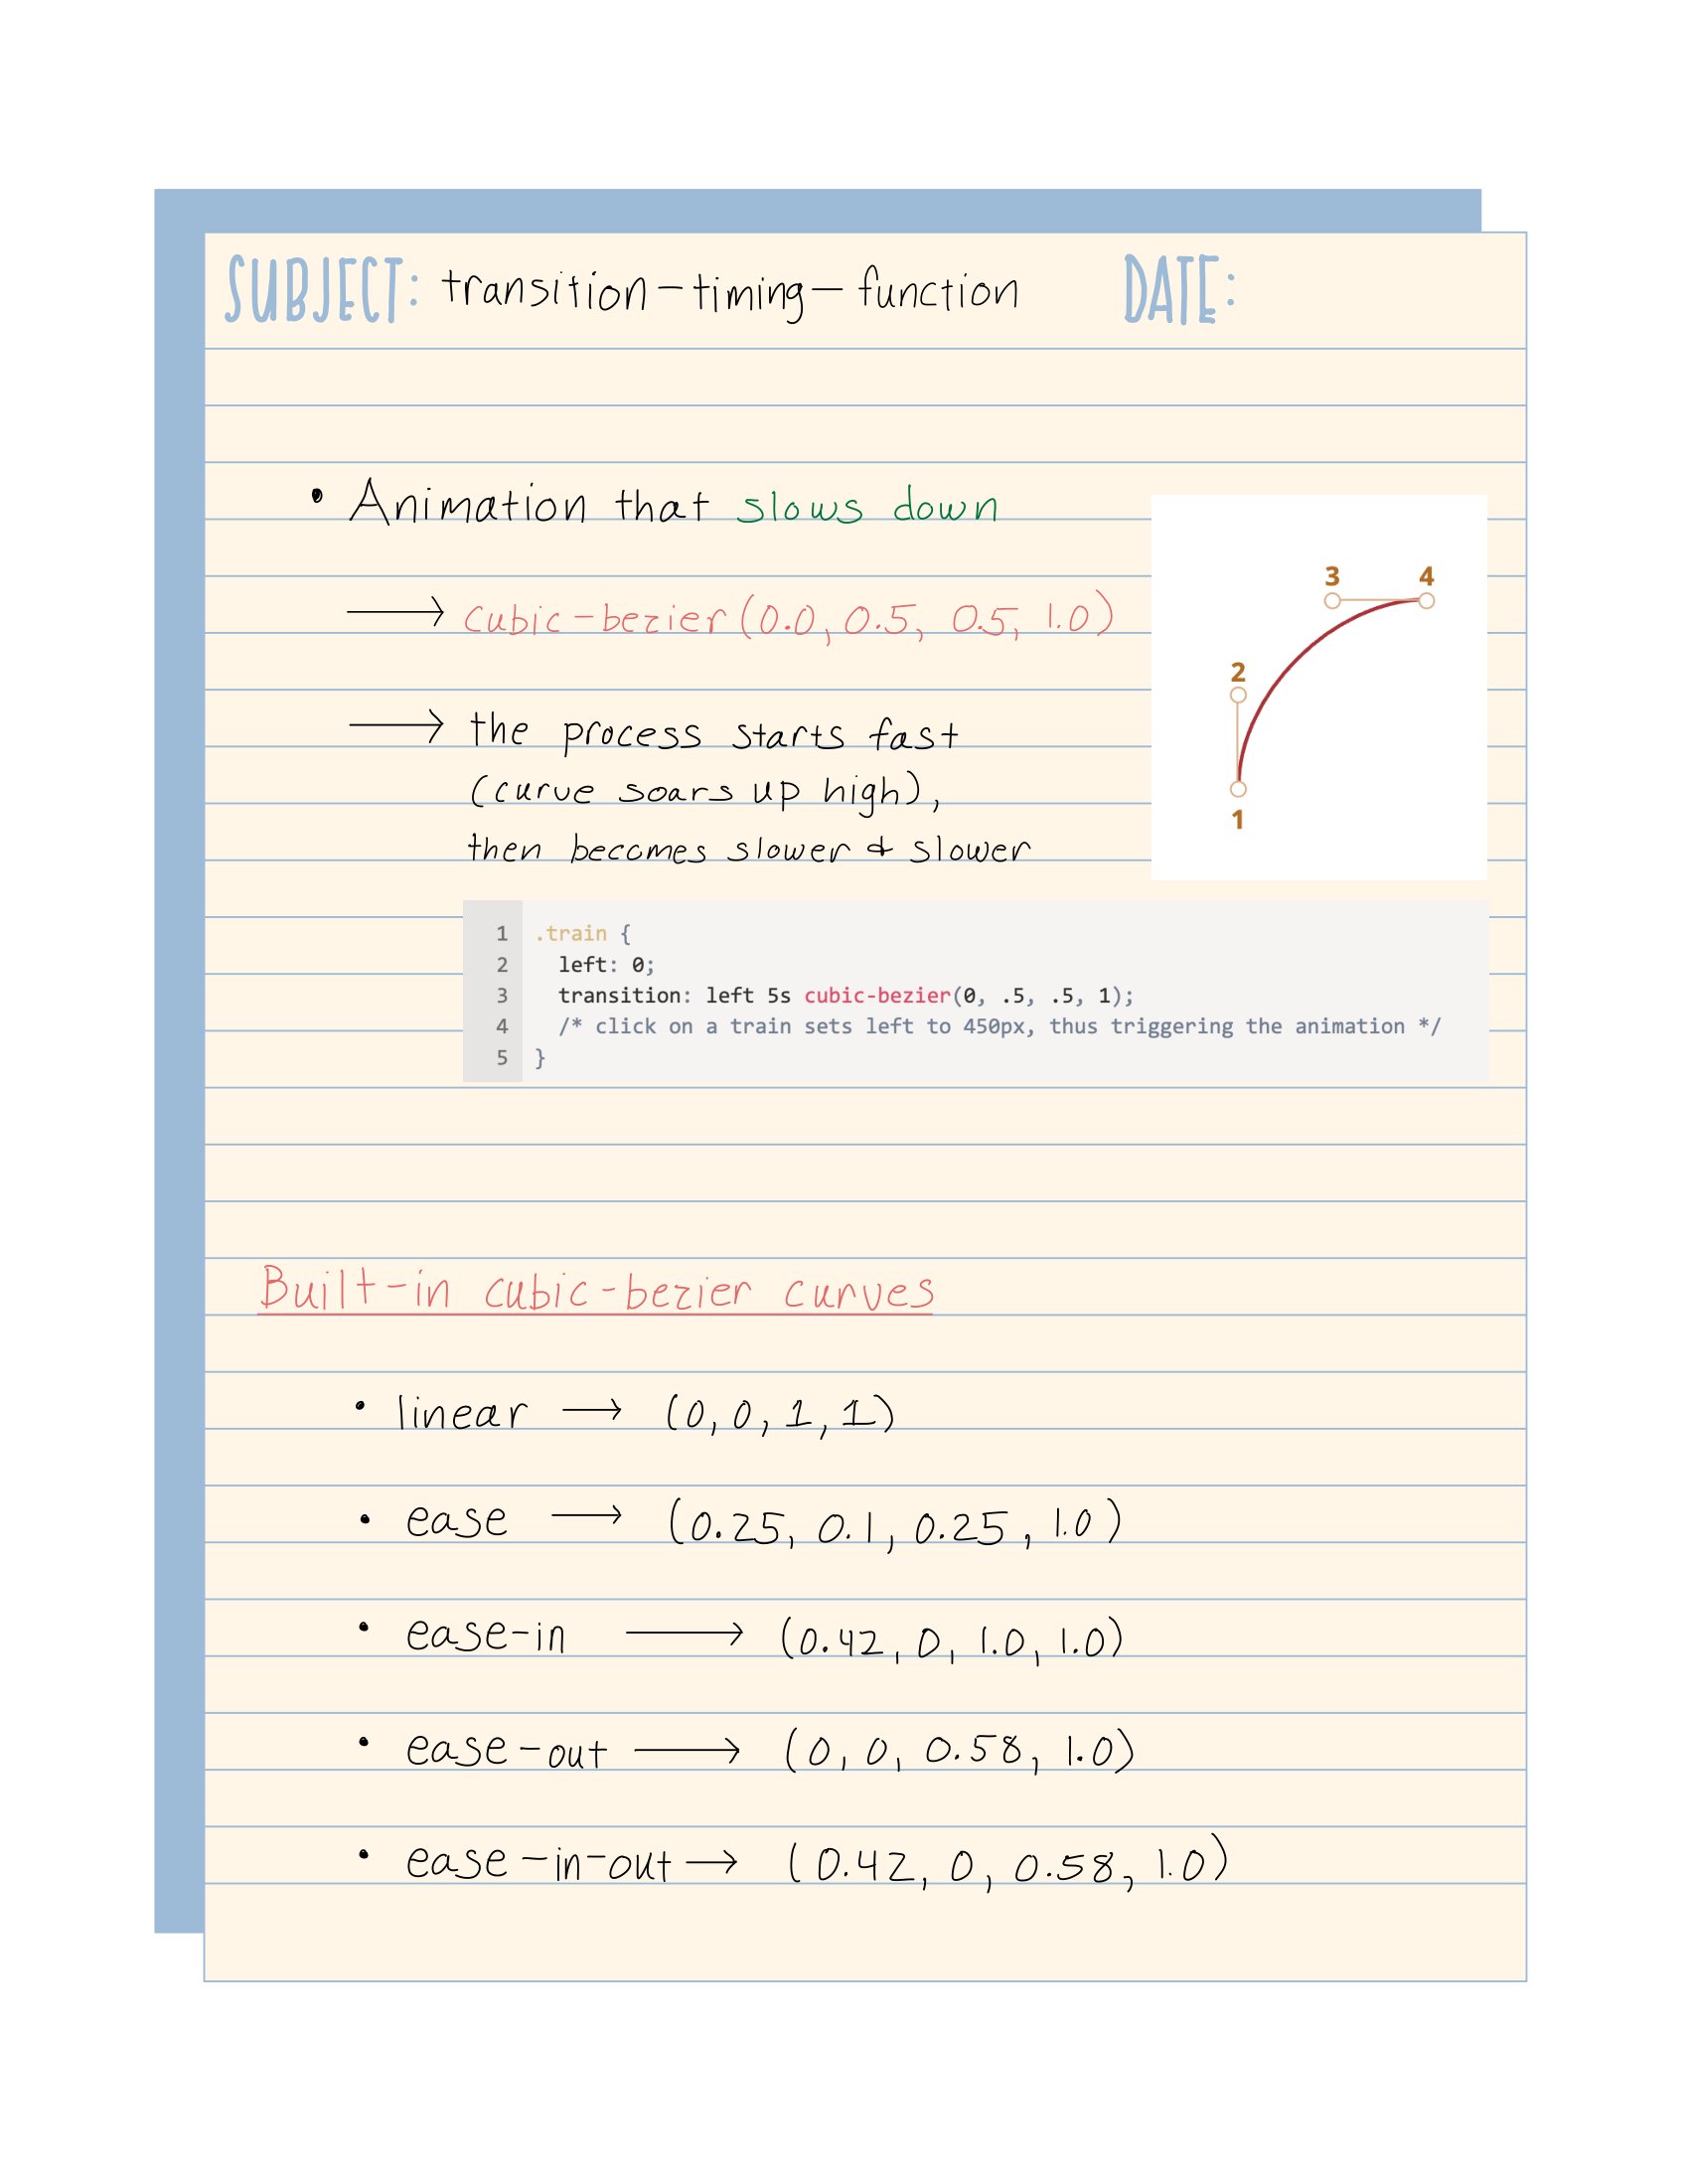 SUBJECT: transition-timing-function DATE:
• Animation that slows down
→ cubic-bezier(0.0, 0.5, 0.5, 1.0)
→ the process starts fast
(curve soars up high),
then becomes slower & slower
3 4
2
1
1 .train {
2 left: 0;
3 transition: left 5s cubic-bezier(0, .5, .5, 1);
4 /* click on a train sets left to 450px, thus triggering the animation */
5 }
Built-in cubic-bezier curves
• linear → (0, 0, 1, 1)
• ease → (0.25, 0.1, 0.25, 1.0)
• ease-in → (0.42, 0, 1.0, 1.0)
• ease-out → (0, 0, 0.58, 1.0)
• ease-in-out → (0.42, 0, 0.58, 1.0)